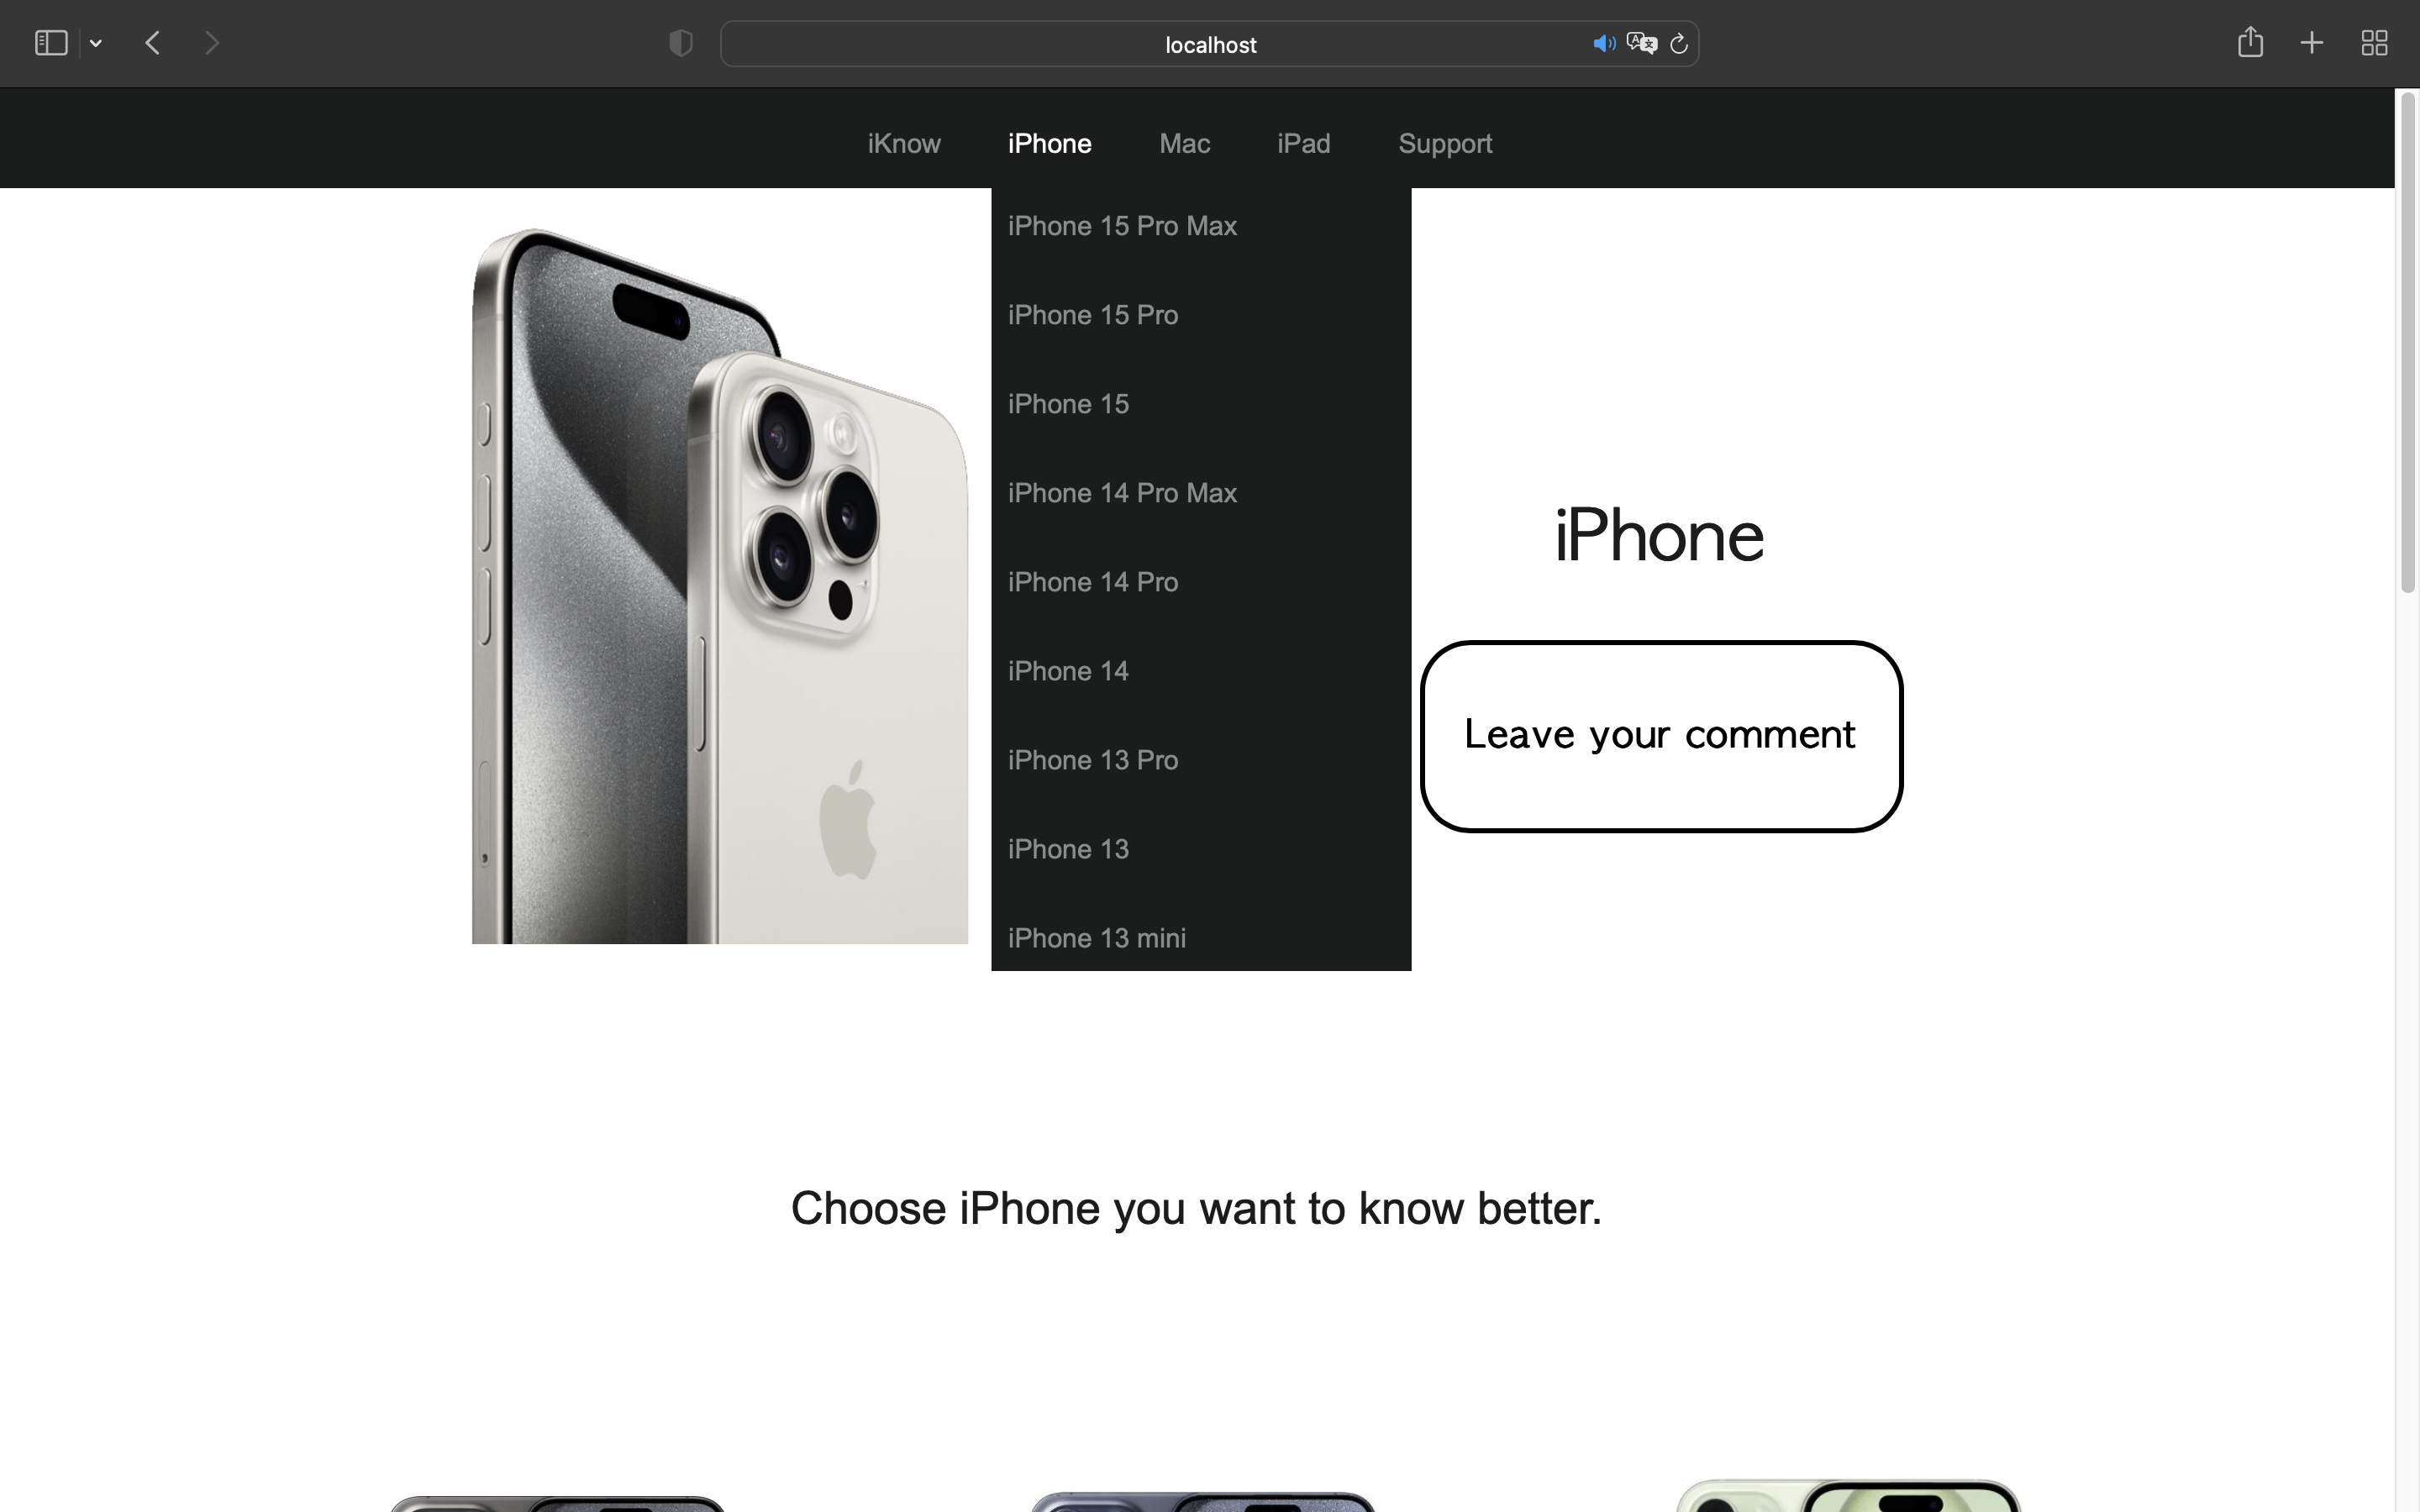 localhost
iKnow iPhone Mac iPad Support
iPhone 15 Pro Max
iPhone 15 Pro
iPhone 15
iPhone 14 Pro Max
iPhone 14 Pro
iPhone 14
iPhone 13 Pro
iPhone 13
iPhone 13 mini
iPhone
Leave your comment
Choose iPhone you want to know better.